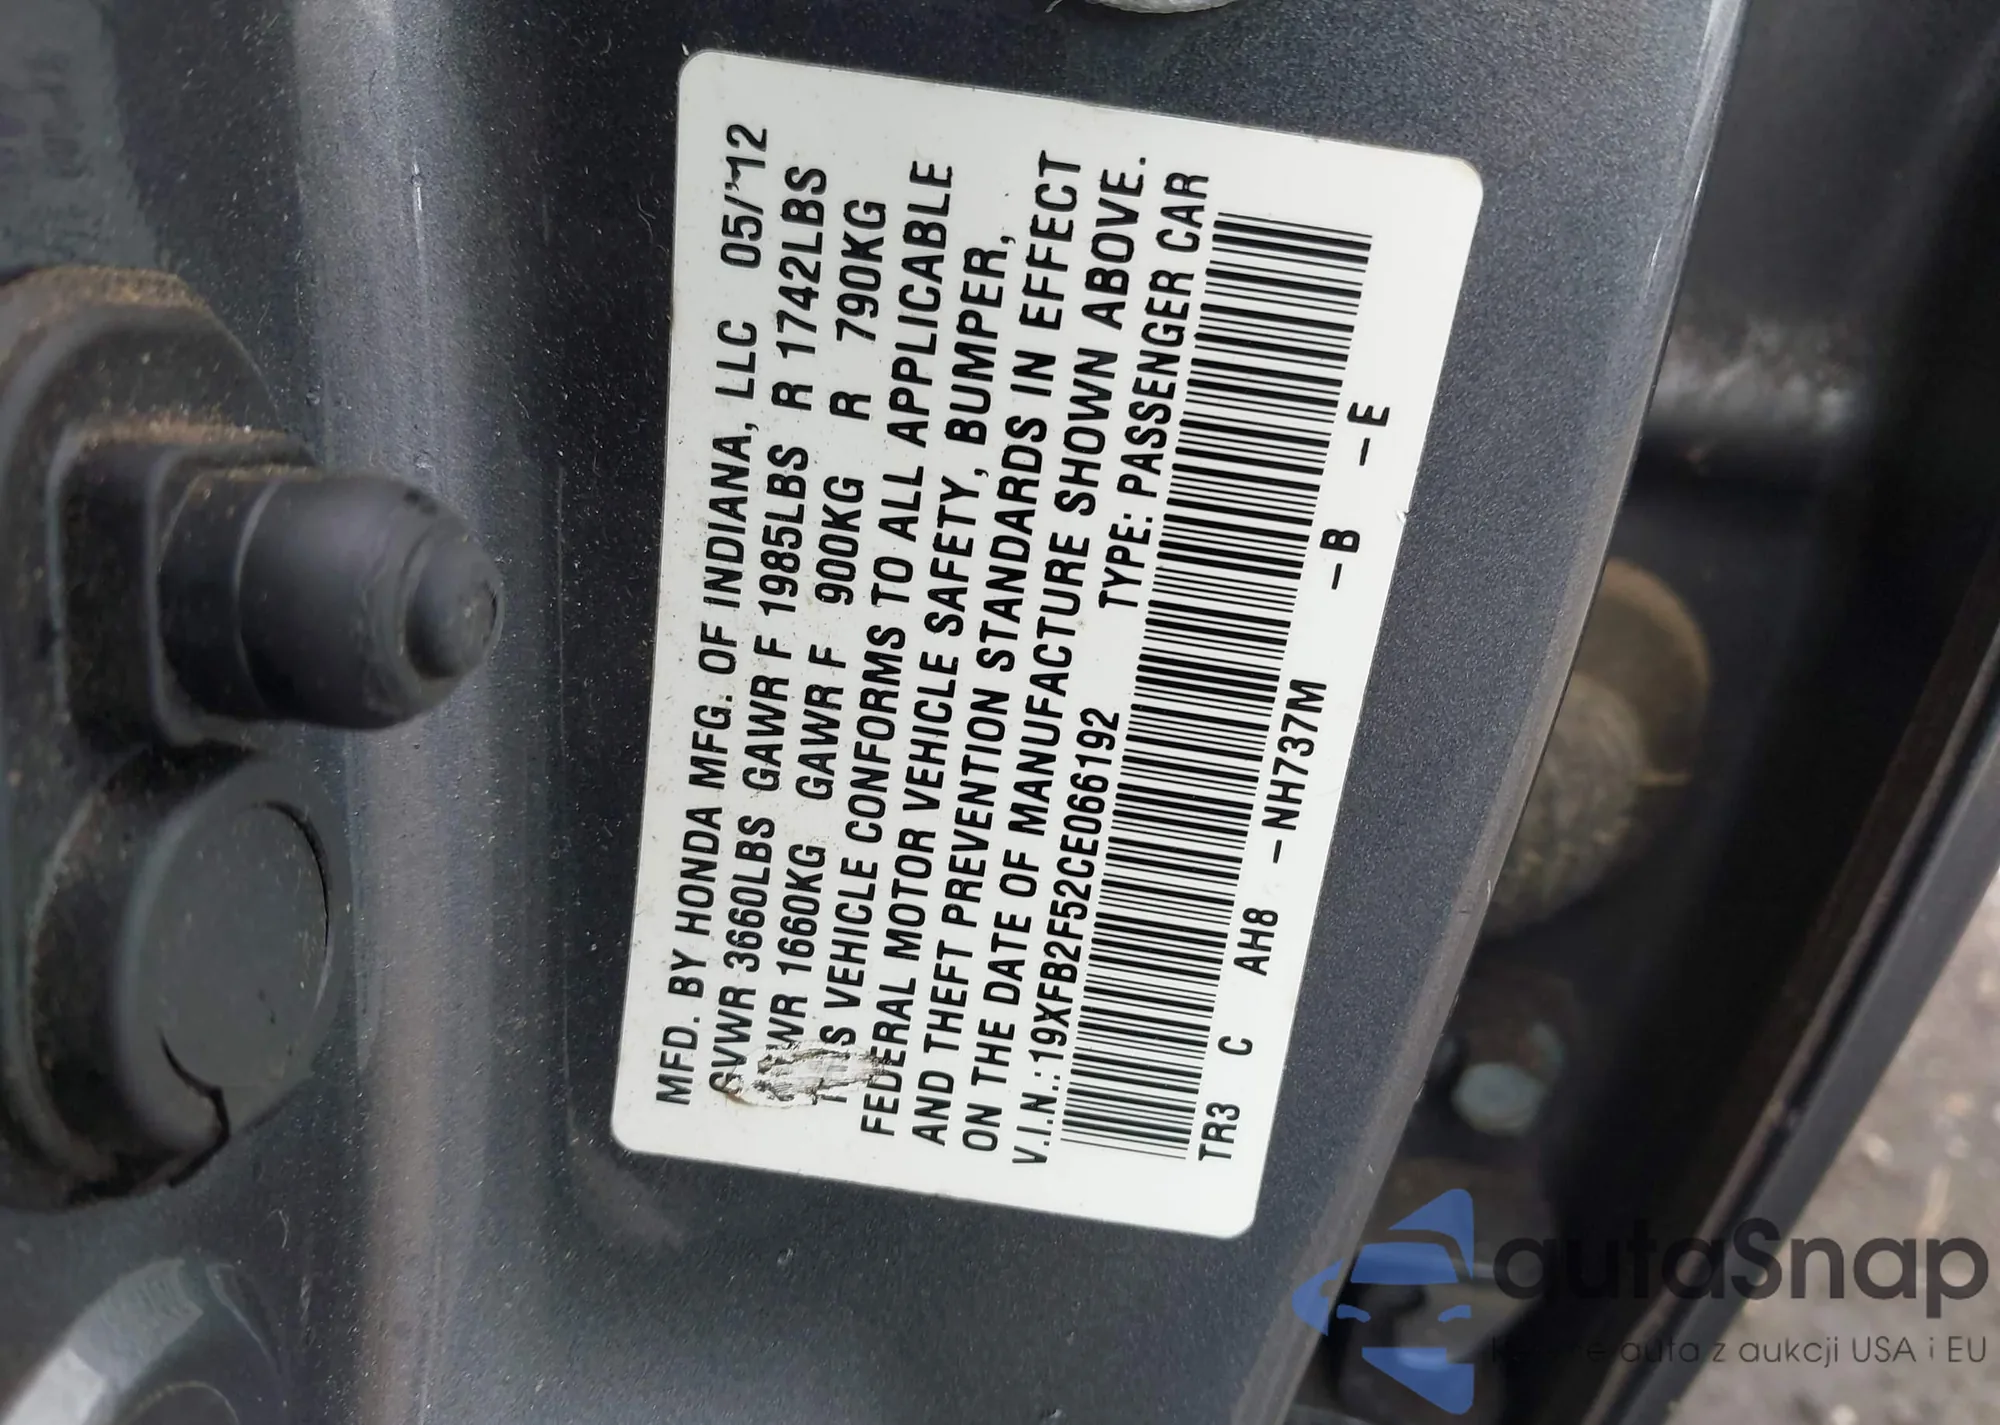 MFD. BY HONDA MFG. OF INDIANA, LLC 05/'12
GVWR 3660LBS GAWR F 1985LBS R 1742LBS
GVWR 1660KG GAWR F 900KG R 790KG
THIS VEHICLE CONFORMS TO ALL APPLICABLE
FEDERAL MOTOR VEHICLE SAFETY, BUMPER,
AND THEFT PREVENTION STANDARDS IN EFFECT
ON THE DATE OF MANUFACTURE SHOWN ABOVE.
V.I.N.:19XFB2F52CE066192 TYPE: PASSENGER CAR
TR3 C AH8 -NH737M -B -E
autaSnap
auta z aukcji USA i EU